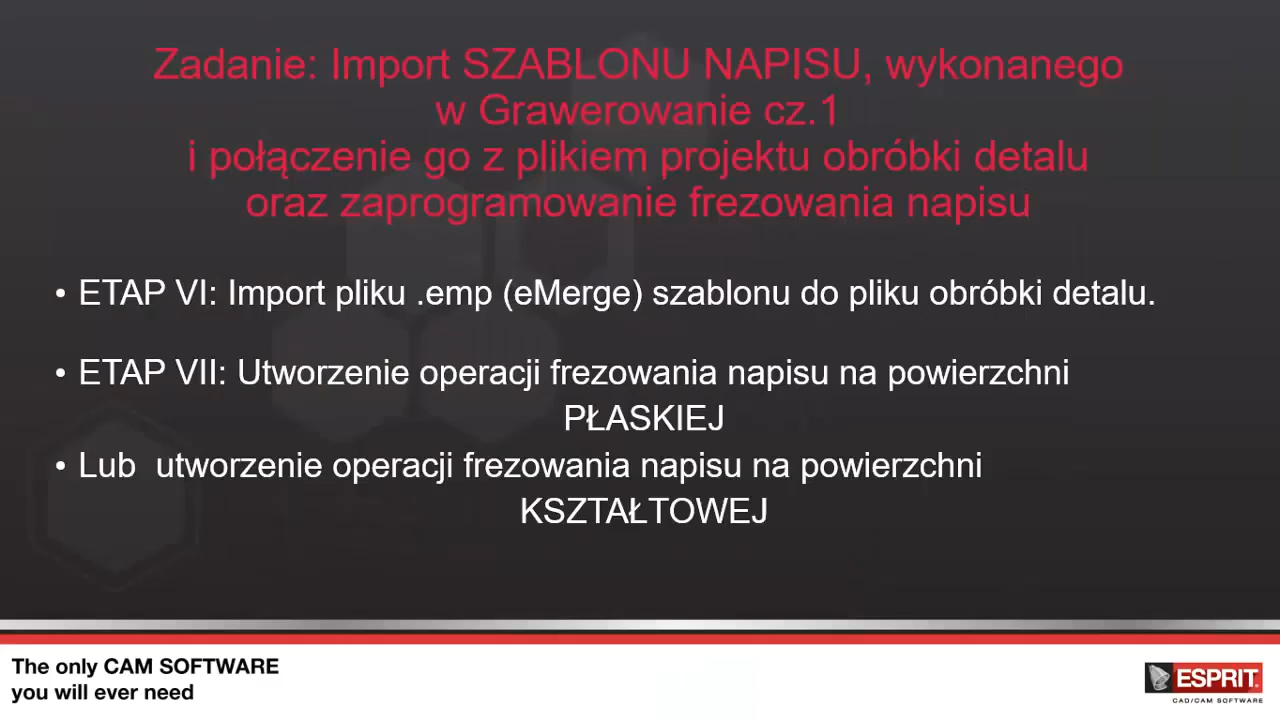 Zadanie: Import SZABLONU NAPISU, wykonanego
w Grawerowanie cz.1
i połączenie go z plikiem projektu obróbki detalu
oraz zaprogramowanie frezowania napisu
• ETAP VI: Import pliku .emp (eMerge) szablonu do pliku obróbki detalu.
• ETAP VII: Utworzenie operacji frezowania napisu na powierzchni
PŁASKIEJ
• Lub utworzenie operacji frezowania napisu na powierzchni
KSZTAŁTOWEJ
The only CAM SOFTWARE
you will ever need
ESPRIT
CAD/CAM SOFTWARE